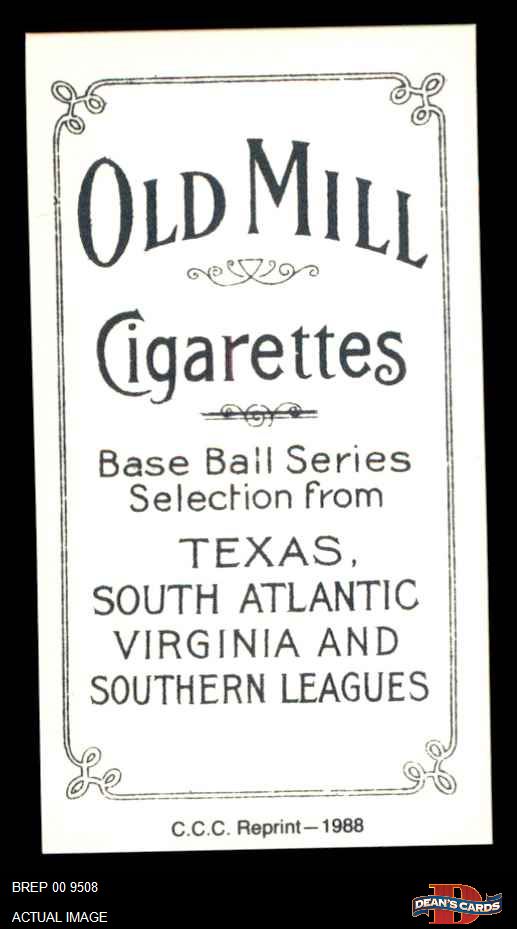 OLD MILL
Cigarettes
Base Ball Series
Selection from
TEXAS,
SOUTH ATLANTIC
VIRGINIA AND
SOUTHERN LEAGUES
C.C.C. Reprint—1988
BREP 00 9508
ACTUAL IMAGE
D
DEAN'S CARDS